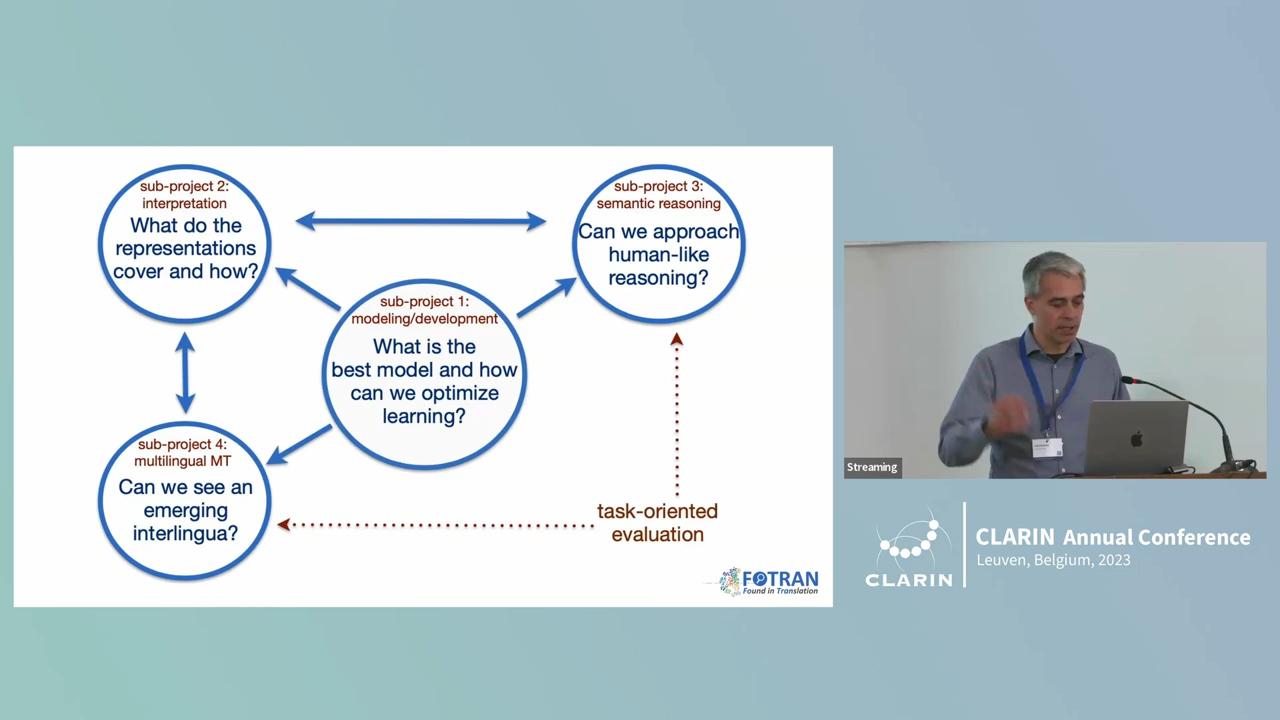 sub-project 2:
interpretation
What do the
representations
cover and how?
sub-project 3:
semantic reasoning
Can we approach
human-like
reasoning?
sub-project 1:
modeling/development
What is the
best model and how
can we optimize
learning?
sub-project 4:
multilingual MT
Can we see an
emerging
interlingua?
task-oriented
evaluation
FOTRAN
Found in Translation
Streaming
CLARIN
CLARIN Annual Conference
Leuven, Belgium, 2023